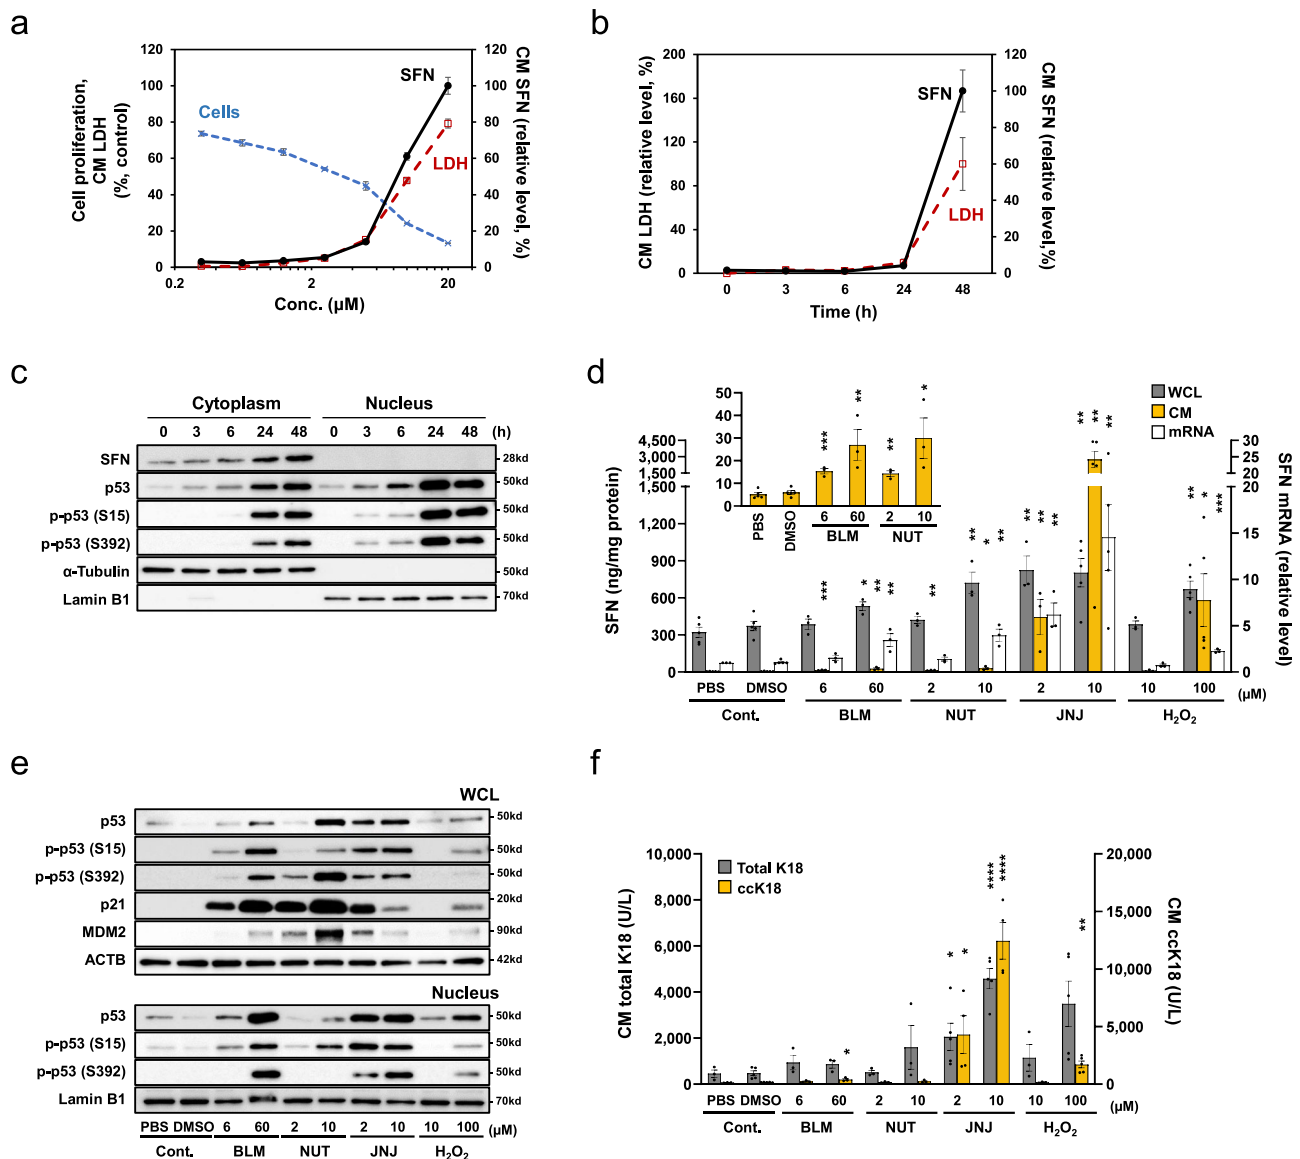 a
Cell proliferation,
CM LDH
(%, control)
120
100
80
60
40
20
0
Cells
SFN
LDH
120
100
80
60
40
20
0
CM SFN (relative level, %)
0.2
2
20
Conc. (µM)
b
CM LDH (relative level, %)
200
160
120
80
40
0
SFN
LDH
120
100
80
60
40
20
0
CM SFN (relative level,%)
0
3
6
24
48
Time (h)
c
Cytoplasm
Nucleus
0 3 6 24 48 0 3 6 24 48 (h)
SFN
28kd
p53
50kd
p-p53 (S15)
50kd
p-p53 (S392)
50kd
α-Tubulin
50kd
Lamin B1
70kd
d
WCL
CM
mRNA
50
40
30
20
10
0
*** ** ** *
PBS DMSO 6 60 2 10
BLM NUT
SFN (ng/mg protein)
4,500
3,000
1,500
1,500
1,200
900
600
300
0
*** * ** ** ** ** * ** ** ** ** ** ** ** ** * ***
30
25
20
20
15
10
5
0
SFN mRNA (relative level)
PBS DMSO 6 60 2 10 2 10 10 100 (µM)
Cont. BLM NUT JNJ H₂O₂
e
WCL
p53
50kd
p-p53 (S15)
50kd
p-p53 (S392)
50kd
p21
20kd
MDM2
90kd
ACTB
42kd
Nucleus
p53
50kd
p-p53 (S15)
50kd
p-p53 (S392)
50kd
Lamin B1
70kd
PBS DMSO 6 60 2 10 2 10 10 100 (µM)
Cont. BLM NUT JNJ H₂O₂
f
Total K18
ccK18
CM total K18 (U/L)
10,000
8,000
6,000
4,000
2,000
0
* * * **** **** **
20,000
15,000
10,000
5,000
0
CM ccK18 (U/L)
PBS DMSO 6 60 2 10 2 10 10 100 (µM)
Cont. BLM NUT JNJ H₂O₂